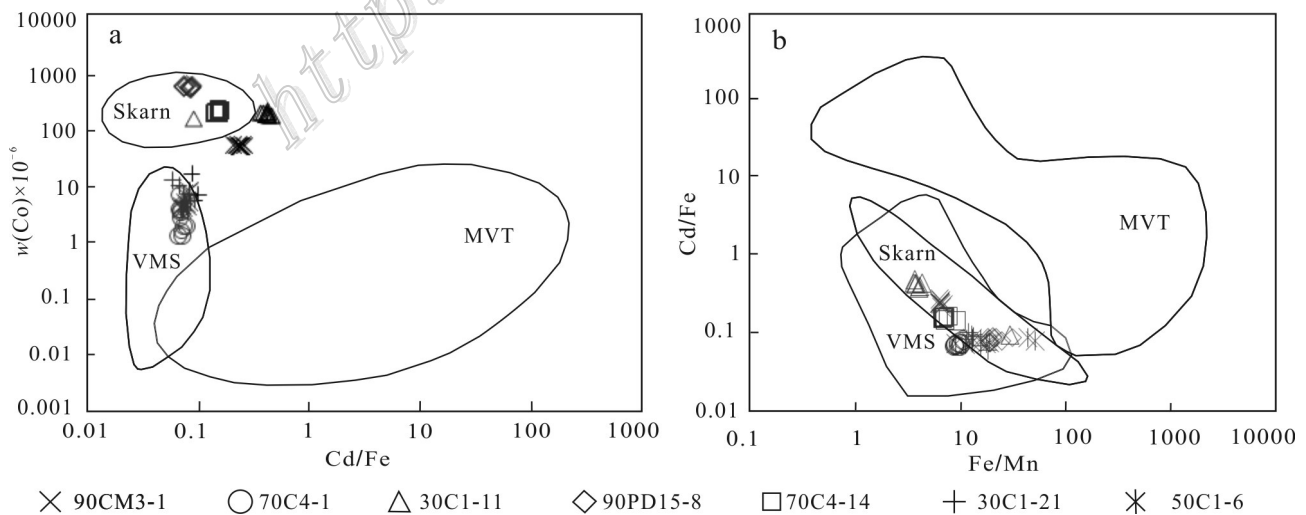 a
b
10000
1000
100
10
1
0.1
0.01
0.001
w(Co)×10⁻⁶
Skarn
VMS
MVT
http:
0.01
0.1
1
10
100
1000
Cd/Fe
1000
100
10
1
0.1
0.01
Cd/Fe
Skarn
VMS
MVT
0.1
1
10
100
1000
10000
Fe/Mn
90CM3-1
70C4-1
30C1-11
90PD15-8
70C4-14
30C1-21
50C1-6